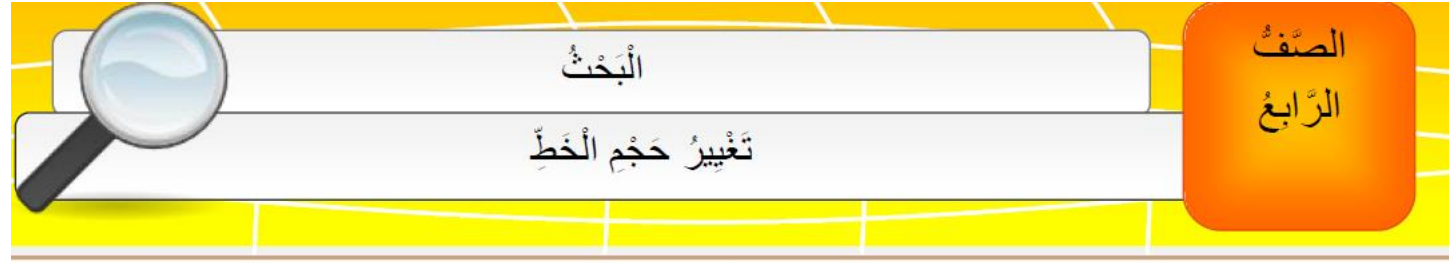 الصَّفُّ
الرَّابِعُ
الْبَحْثُ
تَغْيِيرُ حَجْمِ الْخَطِّ